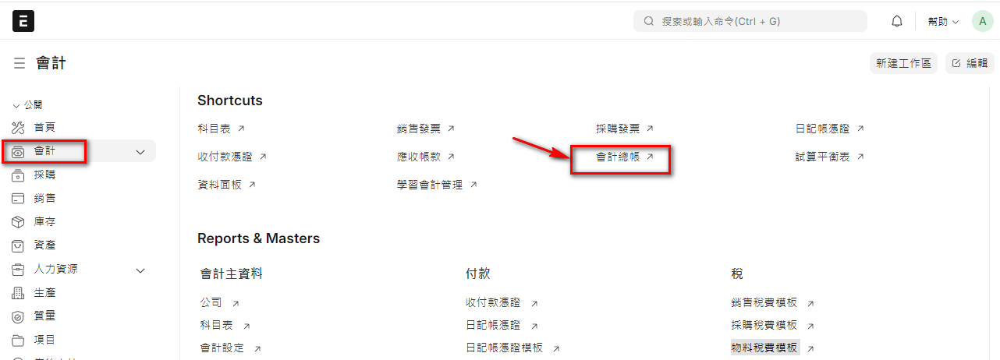 E
搜索或輸入命令(Ctrl + G)
幫助
A
會計
新建工作區
編輯
公開
首頁
會計
採購
銷售
庫存
資產
人力資源
生產
質量
項目
Shortcuts
科目表
銷售發票
採購發票
日記帳憑證
收付款憑證
應收帳款
會計總帳
試算平衡表
資料面板
學習會計管理
Reports & Masters
會計主資料
付款
稅
公司
收付款憑證
銷售稅費模板
科目表
日記帳憑證
採購稅費模板
會計設定
日記帳憑證模板
物料稅費模板